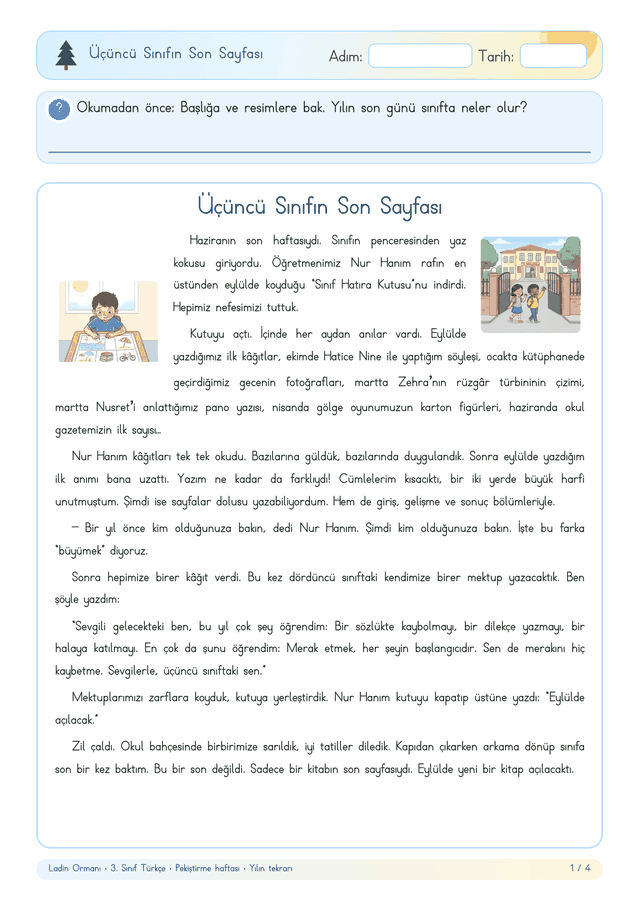 Üçüncü Sınıfın Son Sayfası
Adım:
Tarih:
? Okumadan önce: Başlığa ve resimlere bak. Yılın son günü sınıfta neler olur?
Üçüncü Sınıfın Son Sayfası
Haziranın son haftasıydı. Sınıfın penceresinden yaz
kokusu giriyordu. Öğretmenimiz Nur Hanım rafın en
üstünden eylülde koyduğu "Sınıf Hatıra Kutusu"nu indirdi.
Hepimiz nefesimizi tuttuk.
Kutuyu açtı. İçinde her aydan anılar vardı. Eylülde
yazdığımız ilk kâğıtlar, ekimde Hatice Nine ile yaptığım söyleşi, ocakta kütüphanede
geçirdiğimiz gecenin fotoğrafları, martta Zehra'nın rüzgâr türbininin çizimi,
martta Nusret'i anlattığımız pano yazısı, nisanda gölge oyunumuzun karton figürleri, haziranda okul
gazetemizin ilk sayısı...
Nur Hanım kâğıtları tek tek okudu. Bazılarına güldük, bazılarında duygulandık. Sonra eylülde yazdığım
ilk anımı bana uzattı. Yazım ne kadar da farklıydı! Cümlelerim kısacıktı, bir iki yerde büyük harfi
unutmuştum. Şimdi ise sayfalar dolusu yazabiliyordum. Hem de giriş, gelişme ve sonuç bölümleriyle.
– Bir yıl önce kim olduğunuza bakın, dedi Nur Hanım. Şimdi kim olduğunuza bakın. İşte bu farka
"büyümek" diyoruz.
Sonra hepimize birer kâğıt verdi. Bu kez dördüncü sınıftaki kendimize birer mektup yazacaktık. Ben
şöyle yazdım:
"Sevgili gelecekteki ben, bu yıl çok şey öğrendim: Bir sözlükte kaybolmayı, bir dilekçe yazmayı, bir
halaya katılmayı. En çok da şunu öğrendim: Merak etmek, her şeyin başlangıcıdır. Sen de merakını hiç
kaybetme. Sevgilerle, üçüncü sınıftaki sen."
Mektuplarımızı zarflara koyduk, kutuya yerleştirdik. Nur Hanım kutuyu kapatıp üstüne yazdı: "Eylülde
açılacak."
Zil çaldı. Okul bahçesinde birbirimize sarıldık, iyi tatiller diledik. Kapıdan çıkarken arkama dönüp sınıfa
son bir kez baktım. Bu bir son değildi. Sadece bir kitabın son sayfasıydı. Eylülde yeni bir kitap açılacaktı.
Ladin Ormanı • 3. Sınıf Türkçe • Pekiştirme haftası • Yılın tekrarı
1 / 4